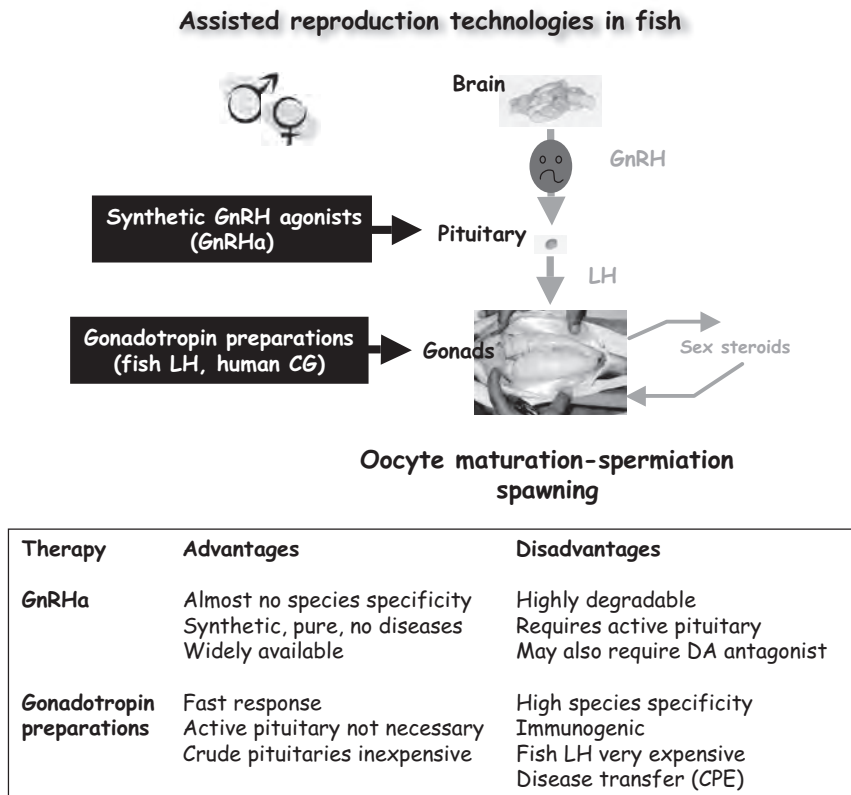 Assisted reproduction technologies in fish
Brain
GnRH
Synthetic GnRH agonists
(GnRHa)
Pituitary
LH
Gonadotropin preparations
(fish LH, human CG)
Gonads
Sex steroids
Oocyte maturation-spermiation
spawning
Therapy Advantages Disadvantages
GnRHa Almost no species specificity Highly degradable
Synthetic, pure, no diseases Requires active pituitary
Widely available May also require DA antagonist
Gonadotropin Fast response High species specificity
preparations Active pituitary not necessary Immunogenic
Crude pituitaries inexpensive Fish LH very expensive
Disease transfer (CPE)